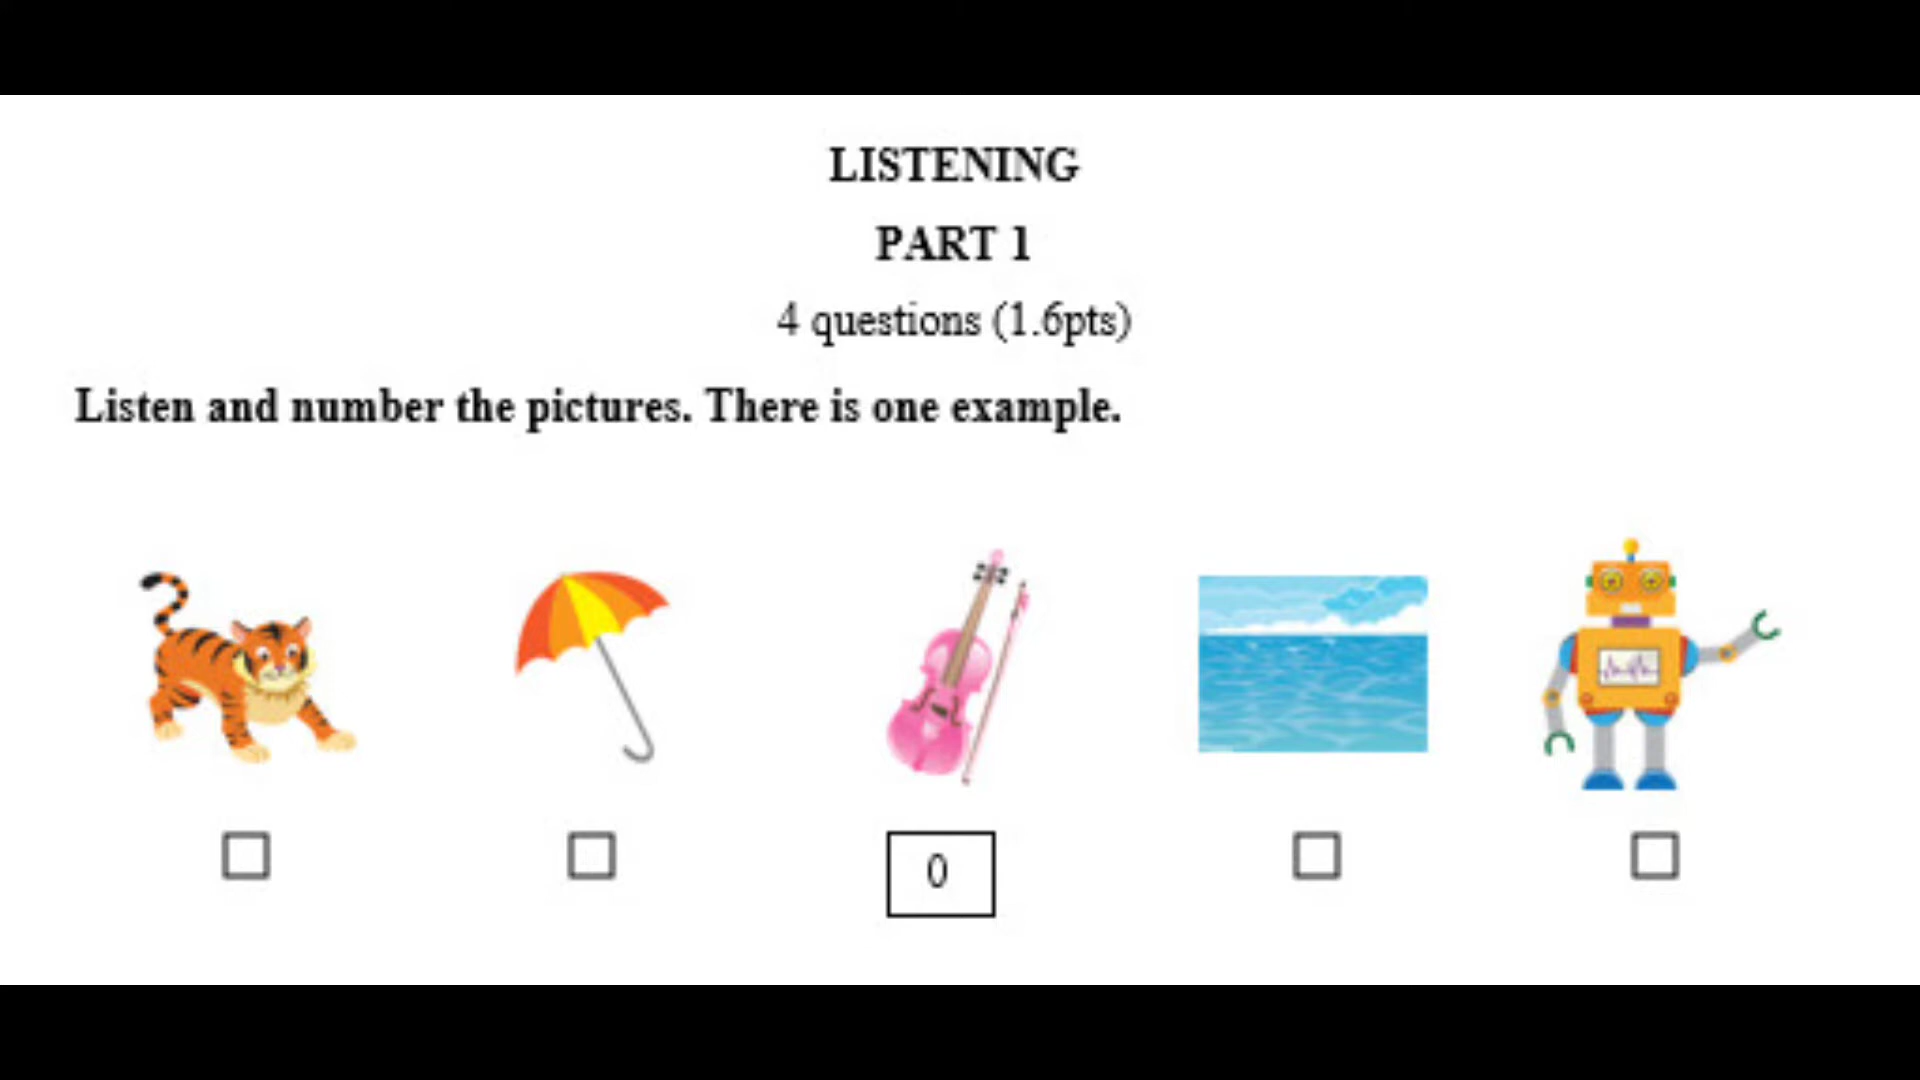 LISTENING
PART 1
4 questions (1.6pts)
Listen and number the pictures. There is one example.
0